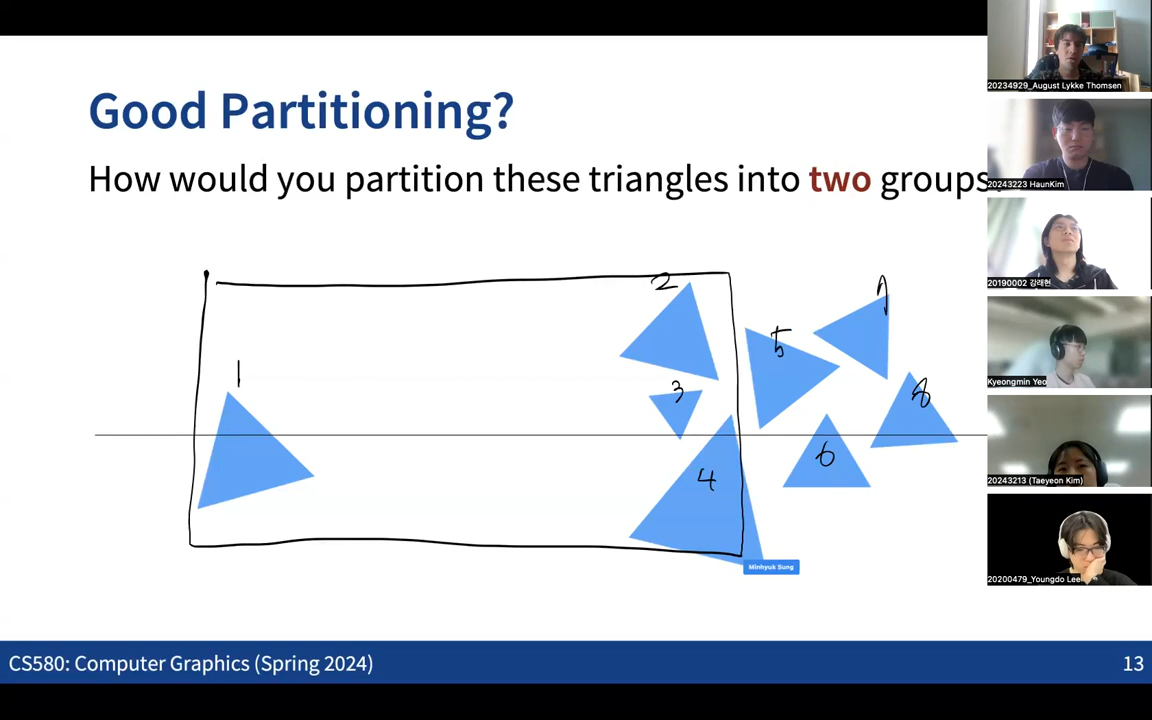 Good Partitioning?
How would you partition these triangles into two groups
1
2
3
4
5
6
8
Minhyuk Sung
CS580: Computer Graphics (Spring 2024)
13
20234929_August Lykke Thomsen
20243223 HaunKim
20190002 강래현
Kyeongmin Yeo
20243213 (Taeyeon Kim)
20200479_Youngdo Lee